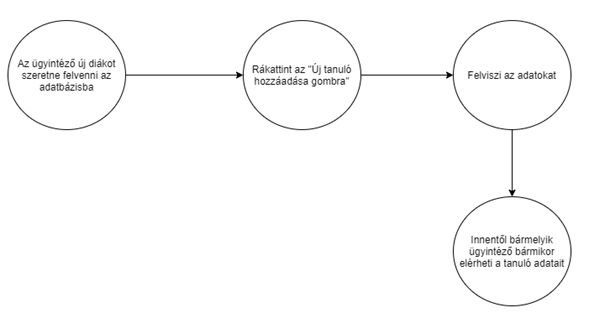 Az ügyintéző új diákot
szeretne felvenni az
adatbázisba
Rákattint az "Új tanuló
hozzáadása gombra"
Felviszi az adatokat
Innentől bármelyik
ügyintéző bármikor
elérheti a tanuló adatait